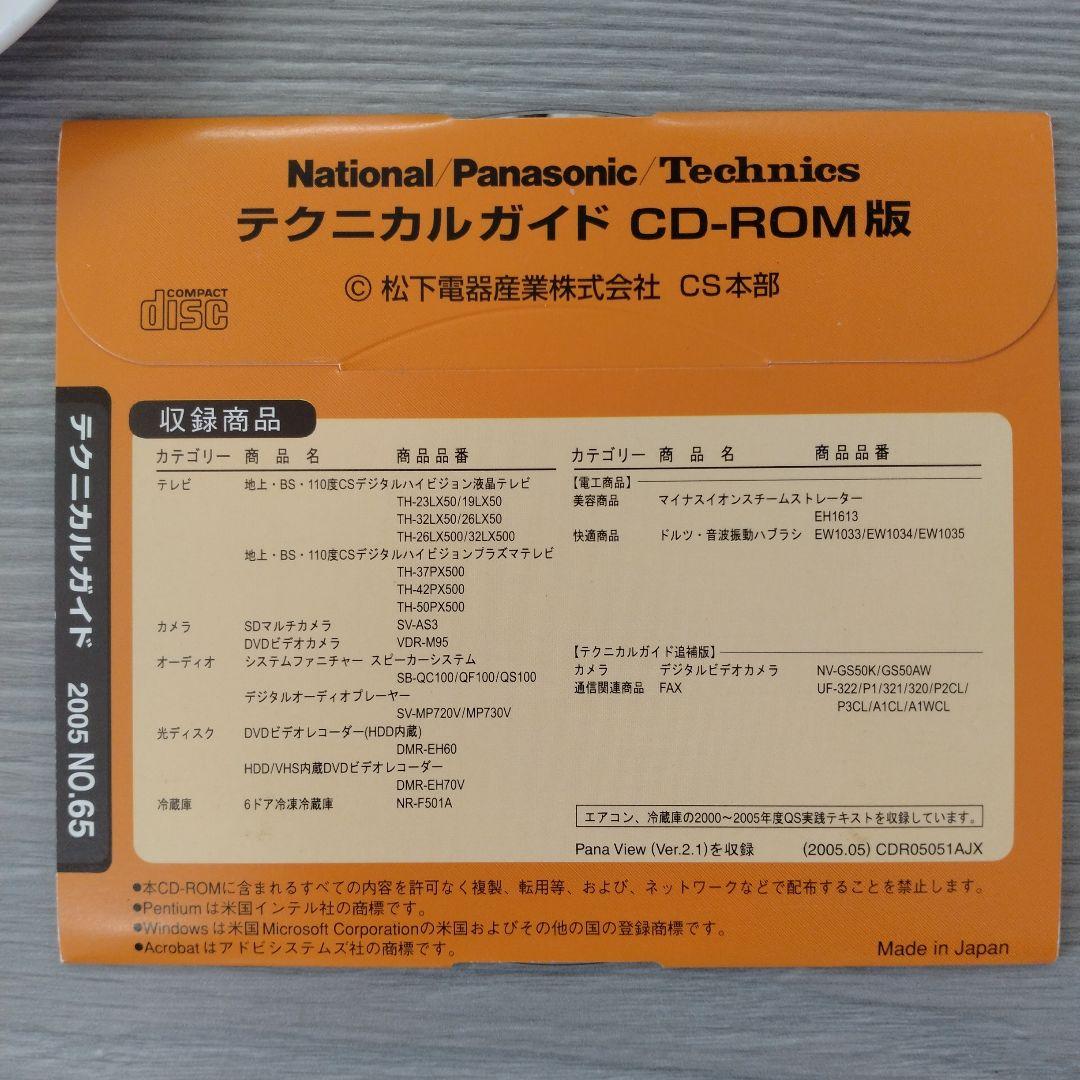 National/Panasonic/Technics
テクニカルガイド CD-ROM版
© 松下電器産業株式会社 CS本部
COMPACT
disc
テクニカルガイド 2005 NO.65
収録商品
カテゴリー 商品名 商品品番
テレビ 地上・BS・110度CSデジタルハイビジョン液晶テレビ
TH-23LX50/19LX50
TH-32LX50/26LX50
TH-26LX500/32LX500
地上・BS・110度CSデジタルハイビジョンプラズマテレビ
TH-37PX500
TH-42PX500
TH-50PX500
カメラ SDマルチカメラ SV-AS3
DVDビデオカメラ VDR-M95
オーディオ システムファニチャー スピーカーシステム
SB-QC100/QF100/QS100
デジタルオーディオプレーヤー
SV-MP720V/MP730V
光ディスク DVDビデオレコーダー(HDD内蔵)
DMR-EH60
HDD/VHS内蔵DVDビデオレコーダー
DMR-EH70V
冷蔵庫 6ドア冷凍冷蔵庫 NR-F501A
カテゴリー 商品名 商品品番
【電工商品】
美容商品 マイナスイオンスチームストレーター
EH1613
快適商品 ドルツ・音波振動ハブラシ EW1033/EW1034/EW1035
【テクニカルガイド追補版】
カメラ デジタルビデオカメラ NV-GS50K/GS50AW
通信関連商品 FAX UF-322/P1/321/320/P2CL/
P3CL/A1CL/A1WCL
エアコン、冷蔵庫の2000～2005年度QS実践テキストを収録しています。
Pana View (Ver.2.1)を収録 (2005.05) CDR05051AJX
●本CD-ROMに含まれるすべての内容を許可なく複製、転用等、および、ネットワークなどで配布することを禁止します。
●Pentiumは米国インテル社の商標です。
●Windowsは米国Microsoft Corporationの米国およびその他の国の登録商標です。
●Acrobatはアドビシステムズ社の商標です。
Made in Japan